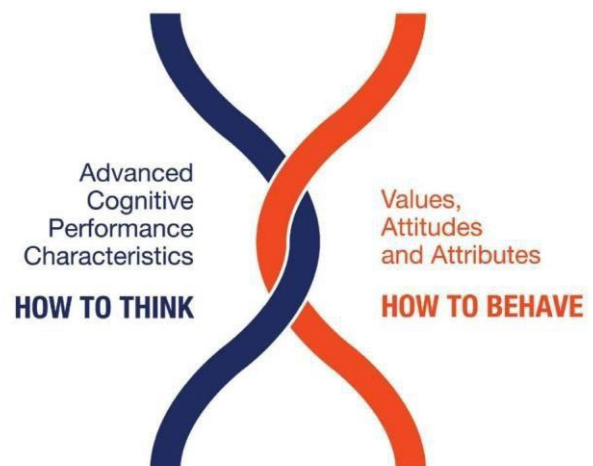 Advanced
Cognitive
Performance
Characteristics
HOW TO THINK
Values,
Attitudes
and Attributes
HOW TO BEHAVE